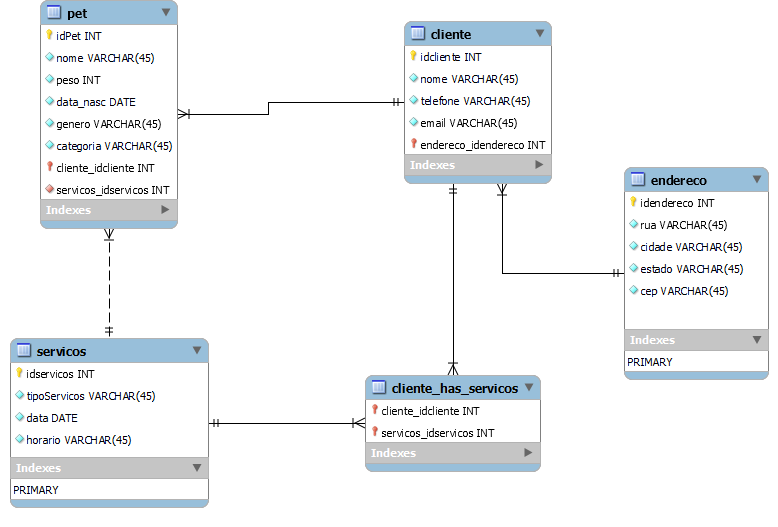 pet
idPet INT
nome VARCHAR(45)
peso INT
data_nasc DATE
genero VARCHAR(45)
categoria VARCHAR(45)
cliente_idcliente INT
servicos_idservicos INT
Indexes
cliente
idcliente INT
nome VARCHAR(45)
telefone VARCHAR(45)
email VARCHAR(45)
endereco_idendereco INT
Indexes
endereco
idendereco INT
rua VARCHAR(45)
cidade VARCHAR(45)
estado VARCHAR(45)
cep VARCHAR(45)
Indexes
PRIMARY
servicos
idservicos INT
tipoServicos VARCHAR(45)
data DATE
horario VARCHAR(45)
Indexes
PRIMARY
cliente_has_servicos
cliente_idcliente INT
servicos_idservicos INT
Indexes